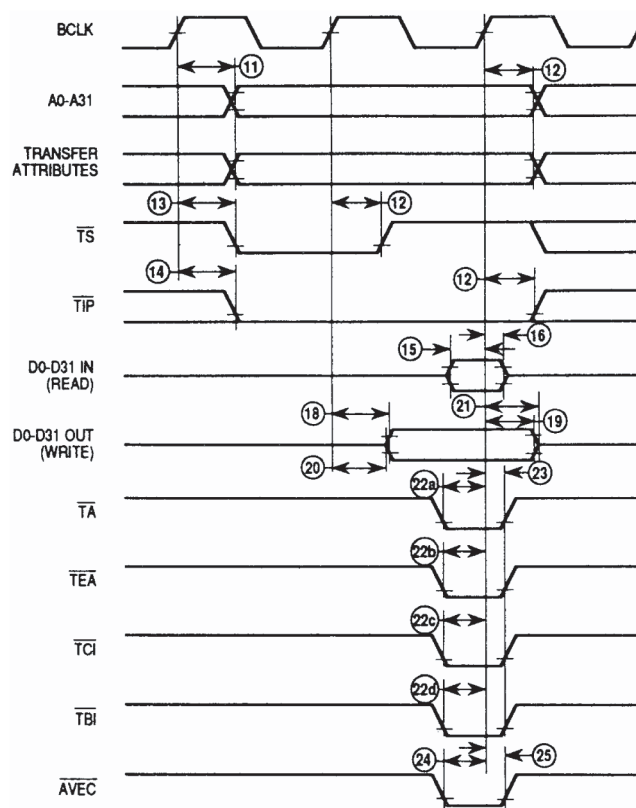 BCLK
11
12
A0-A31
TRANSFER
ATTRIBUTES
13
12
TS
14
12
TIP
16
15
D0-D31 IN
(READ)
21
18
19
D0-D31 OUT
(WRITE)
20
23
22a
TA
22b
TEA
22c
TCI
22d
TBI
24
25
AVEC